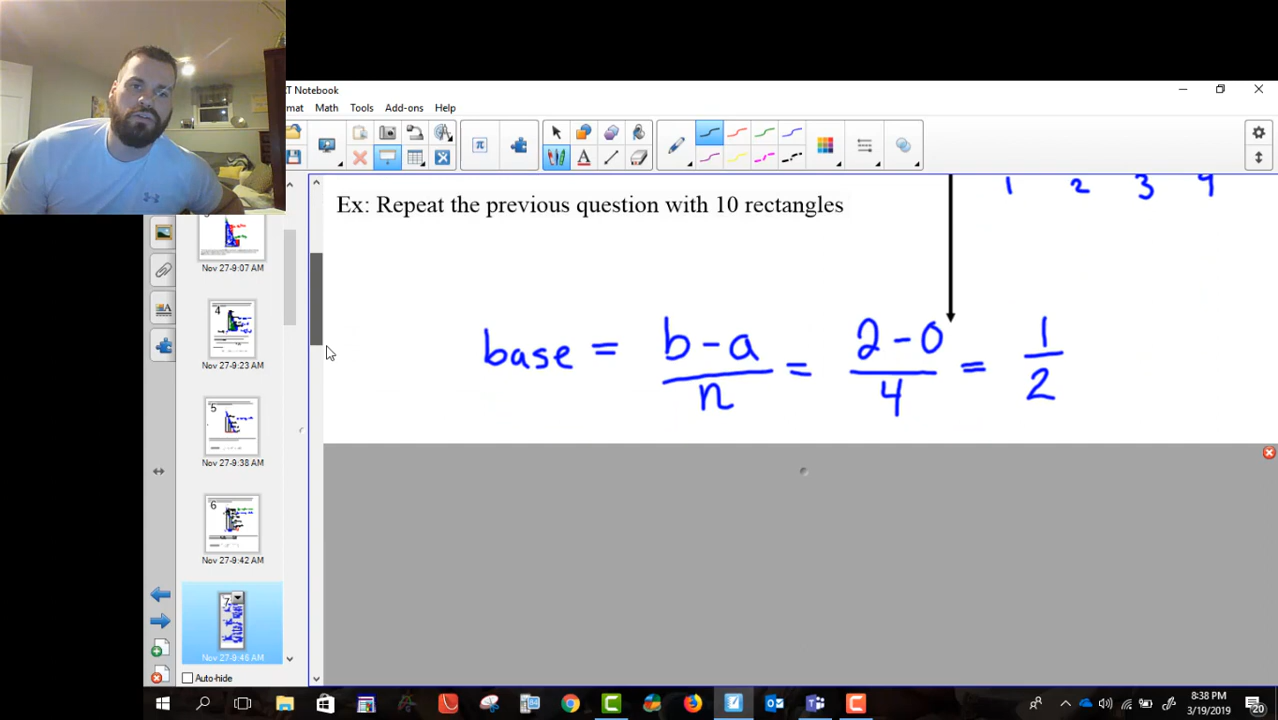 T Notebook
mat Math Tools Add-ons Help
1 2 3 4
Ex: Repeat the previous question with 10 rectangles
base = b-a/n = 2-0/4 = 1/2
Nov 27-9:07 AM
4
Nov 27-9:23 AM
5
Nov 27-9:38 AM
6
Nov 27-9:42 AM
7
Nov 27-9:46 AM
Auto-hide
8:38 PM
3/19/2019
20